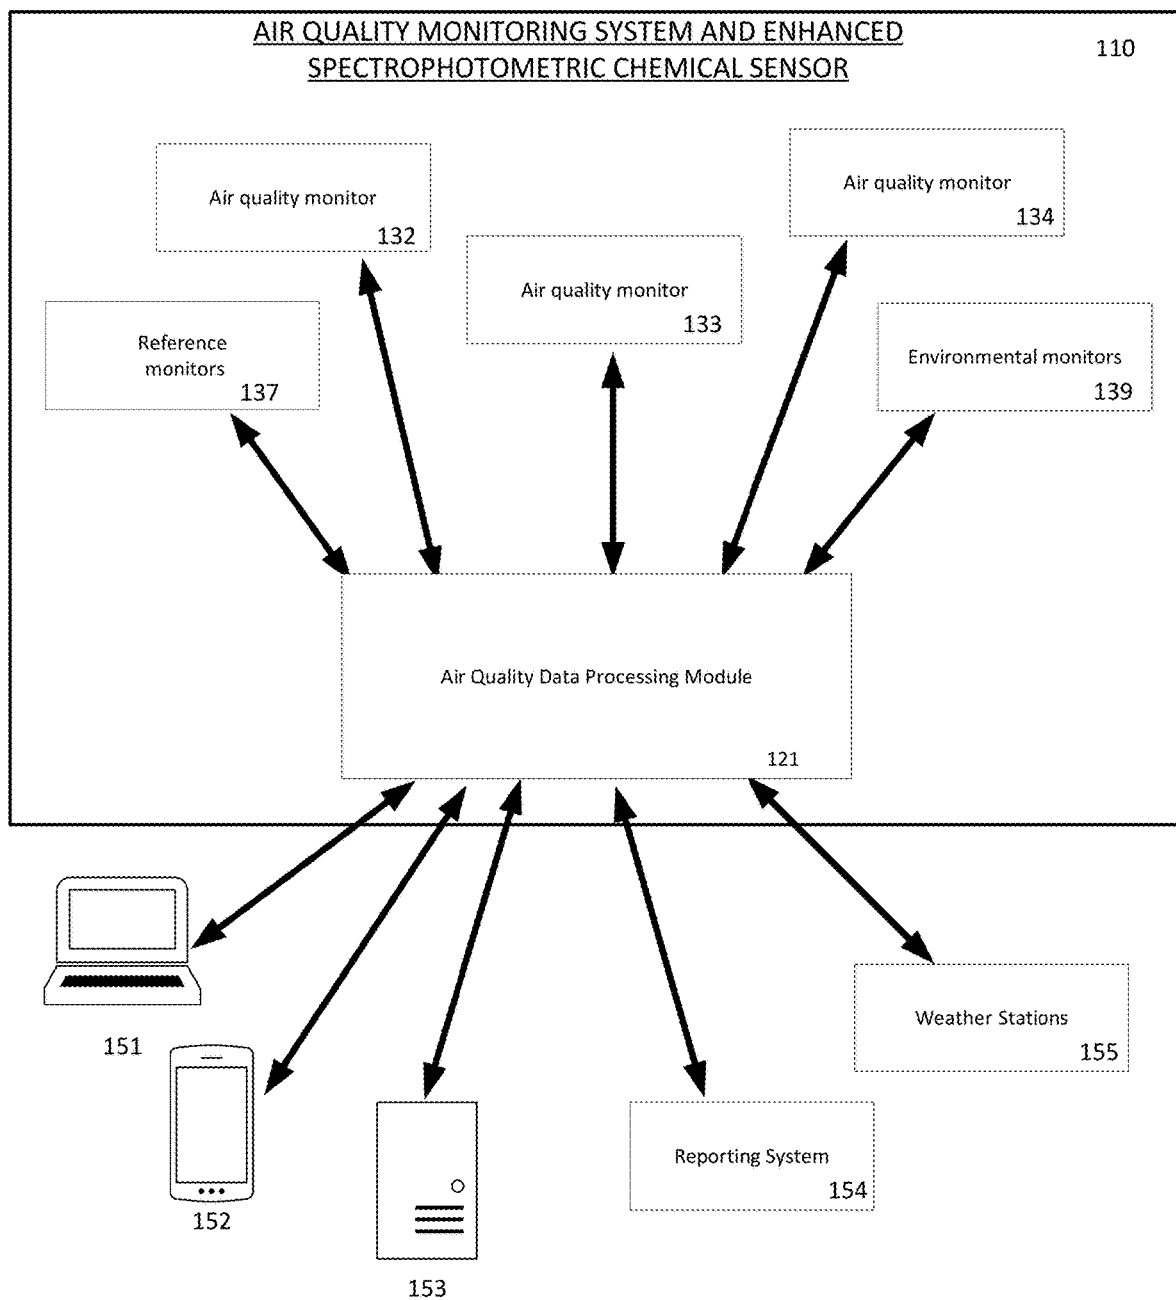 AIR QUALITY MONITORING SYSTEM AND ENHANCED
SPECTROPHOTOMETRIC CHEMICAL SENSOR
110
Air quality monitor
132
Air quality monitor
133
Air quality monitor
134
Reference
monitors
137
Environmental monitors
139
Air Quality Data Processing Module
121
151
152
153
Reporting System
154
Weather Stations
155